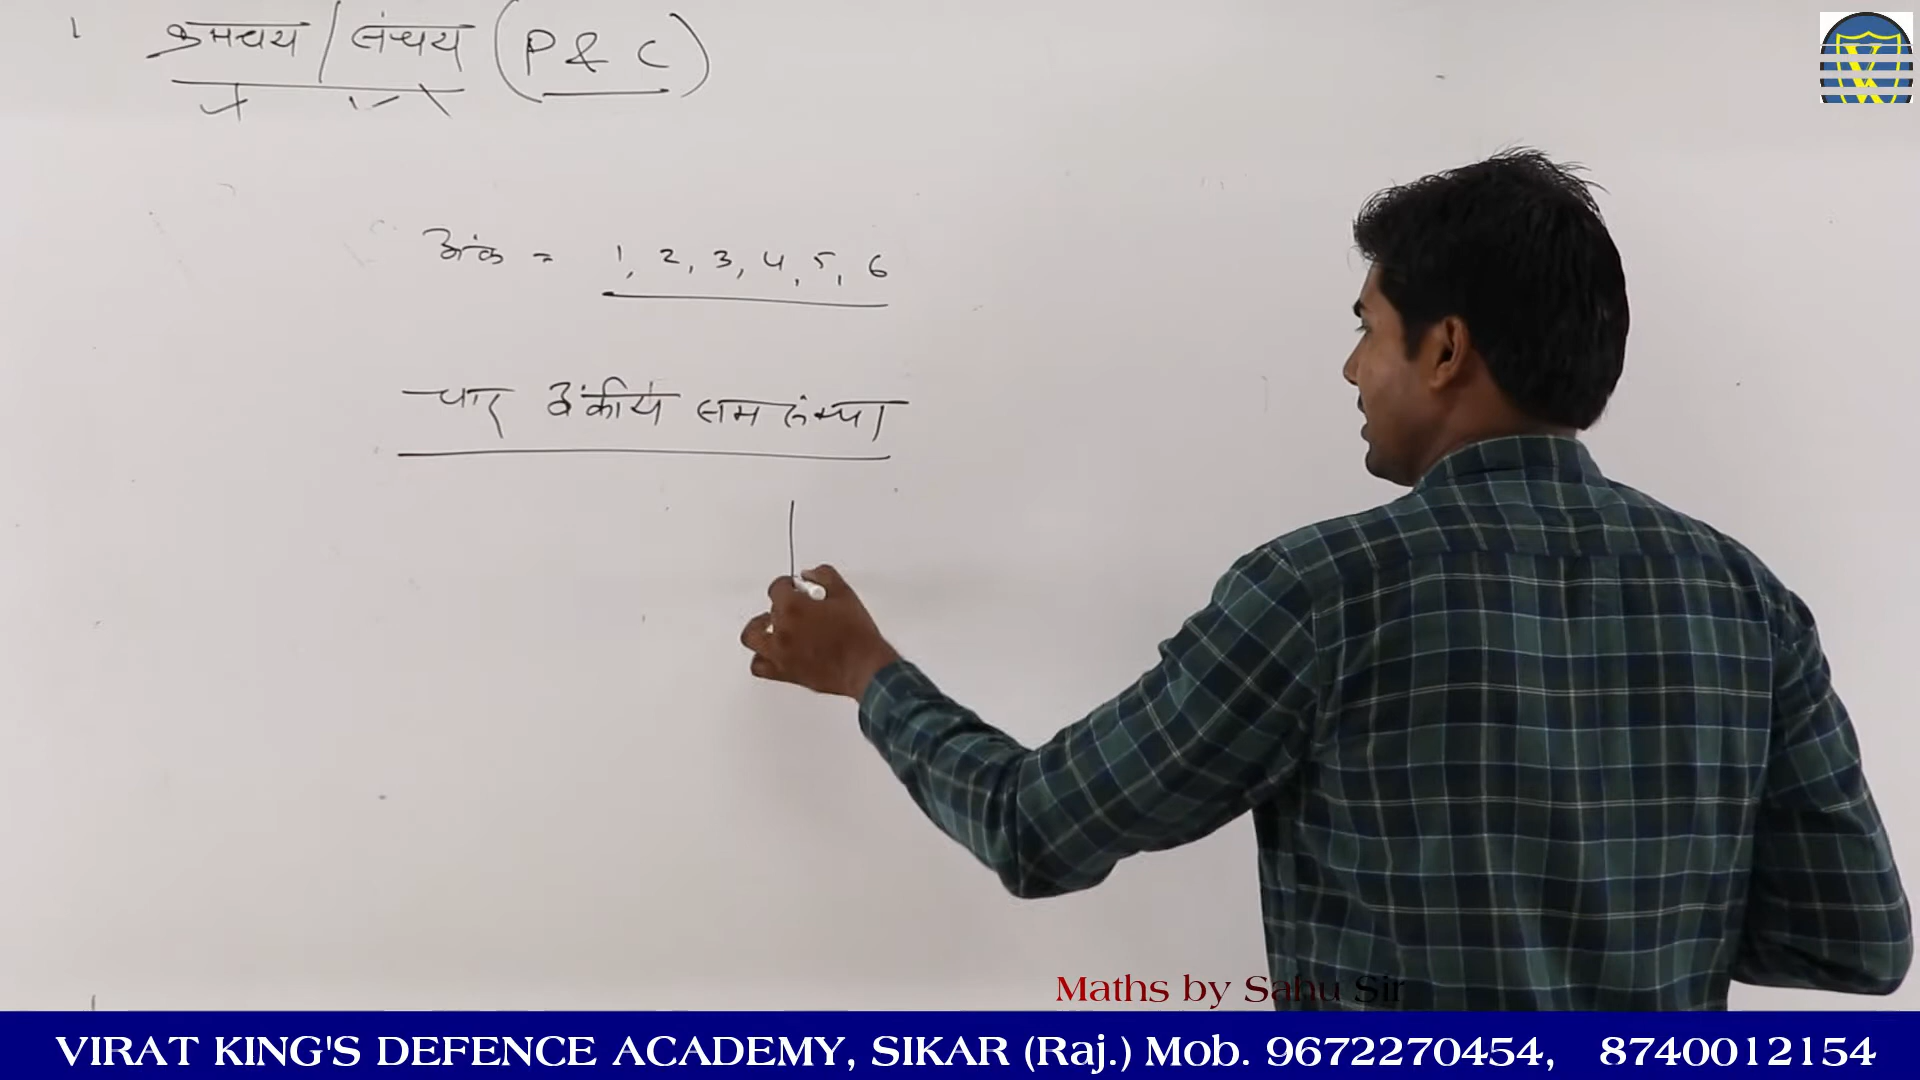 क्रमचय / संचय (P & C)
अंक = 1, 2, 3, 4, 5, 6
चार अंकीय सम संख्या
Maths by Sahu Sir
VIRAT KING'S DEFENCE ACADEMY, SIKAR (Raj.) Mob. 9672270454, 8740012154